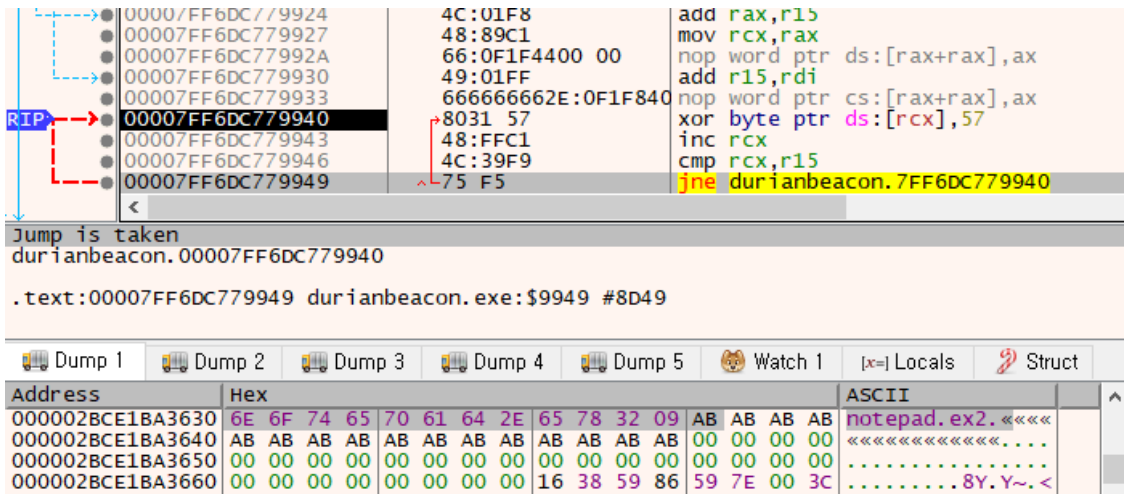 00007FF6DC779924 4C:01F8 add rax,r15
00007FF6DC779927 48:89C1 mov rcx,rax
00007FF6DC77992A 66:0F1F4400 00 nop word ptr ds:[rax+rax],ax
00007FF6DC779930 49:01FF add r15,rdi
00007FF6DC779933 666666662E:0F1F840 nop word ptr cs:[rax+rax],ax
RIP 00007FF6DC779940 8031 57 xor byte ptr ds:[rcx],57
00007FF6DC779943 48:FFC1 inc rcx
00007FF6DC779946 4C:39F9 cmp rcx,r15
00007FF6DC779949 75 F5 jne durianbeacon.7FF6DC779940
Jump is taken
durianbeacon.00007FF6DC779940
.text:00007FF6DC779949 durianbeacon.exe:$9949 #8D49
Dump 1 Dump 2 Dump 3 Dump 4 Dump 5 Watch 1 [x=] Locals Struct
Address Hex ASCII
000002BCE1BA3630 6E 6F 74 65 70 61 64 2E 65 78 32 09 AB AB AB AB notepad.ex2.««««
000002BCE1BA3640 AB AB AB AB AB AB AB AB AB AB AB AB 00 00 00 00 ««««««««««««....
000002BCE1BA3650 00 00 00 00 00 00 00 00 00 00 00 00 00 00 00 00 ................
000002BCE1BA3660 00 00 00 00 00 00 00 00 16 38 59 86 59 7E 00 3C .........8Y.Y~.<